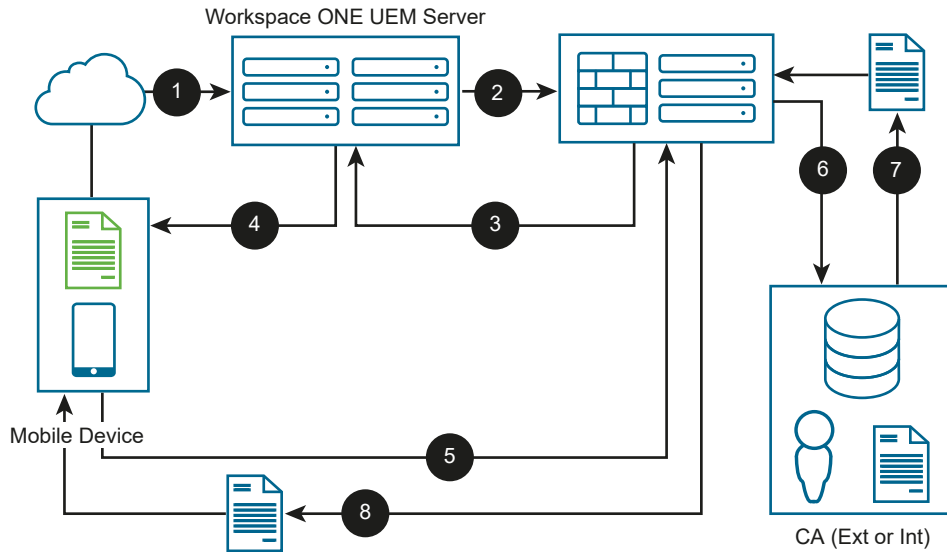 Workspace ONE UEM Server
1
2
6
7
4
3
Mobile Device
5
8
CA (Ext or Int)